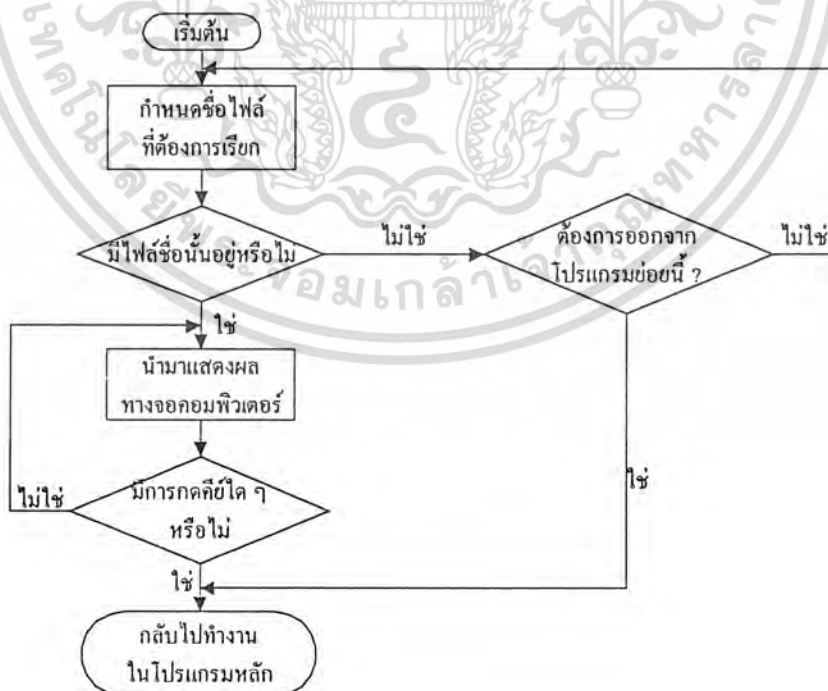 เริ่มต้น
กำหนดชื่อไฟล์
ที่ต้องการเรียก
มีไฟล์ชื่อนั้นอยู่หรือไม่
ไม่ใช่
ต้องการออกจาก
โปรแกรมย่อยนี้ ?
ไม่ใช่
ใช่
นำมาแสดงผล
ทางจอคอมพิวเตอร์
ไม่ใช่
มีการกดคีย์ใด ๆ
หรือไม่
ใช่
ใช่
กลับไปทำงาน
ในโปรแกรมหลัก